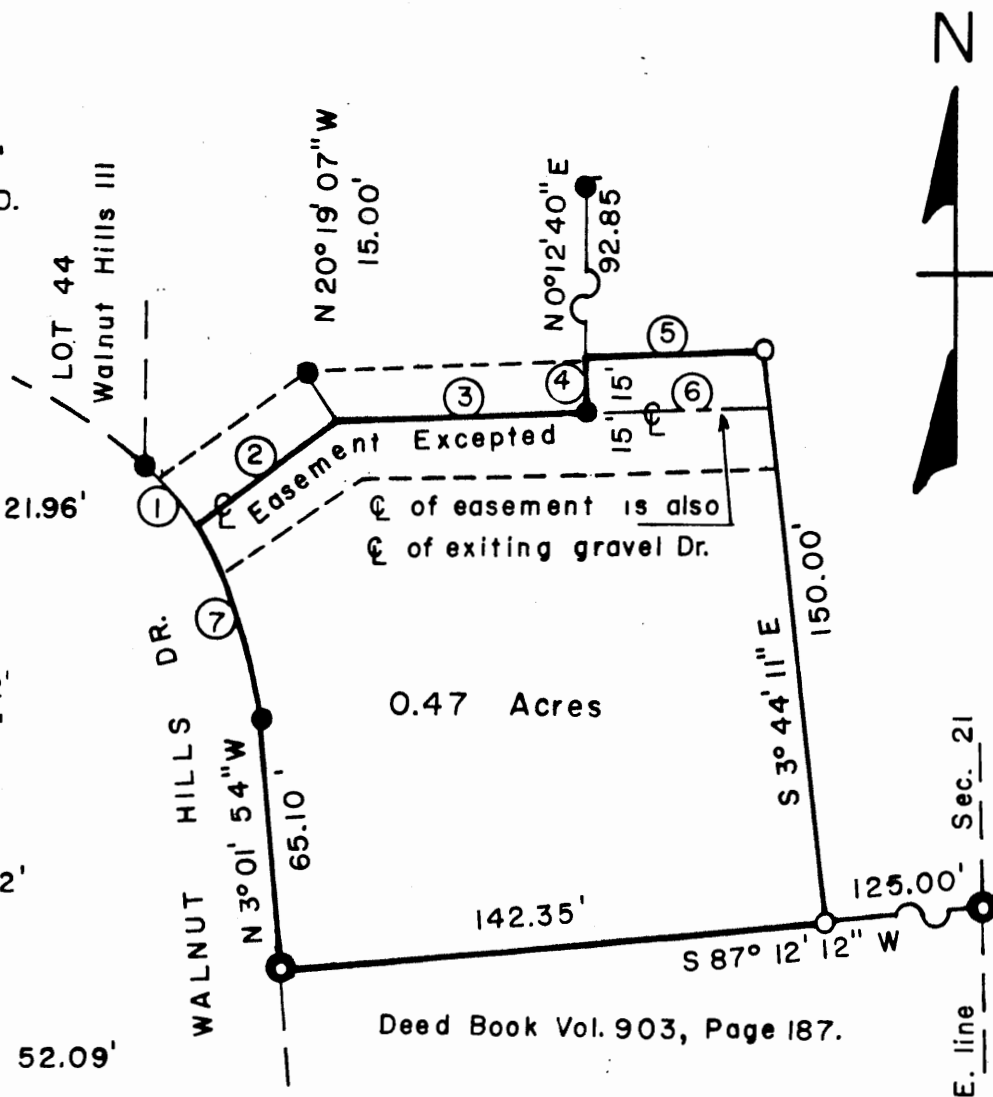 N
LOT 44
Walnut Hills III
N 20° 19' 07" W
15.00'
N 0° 12' 40" E
92.85
5
4
3
15' 15'
6
℄
2
Easement Excepted
1
21.96'
℄
℄ of easement is also
℄ of exiting gravel Dr.
7
150.00'
S 3° 44' 11" E
0.47 Acres
WALNUT HILLS DR.
N 3° 01' 54" W
65.10'
2'
142.35'
125.00'
S 87° 12' 12" W
E. line Sec. 21
Deed Book Vol. 903, Page 187.
52.09'